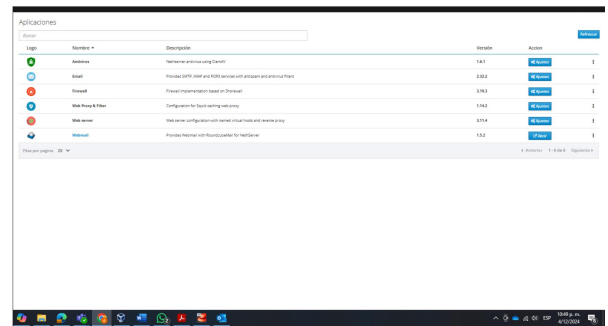 Aplicaciones
Buscar
Refrescar
Logo Nombre Descripción Versión Accion
Antivirus NethServer antivirus using ClamAV 1.6.1 Ajustes
Email Provides SMTP, IMAP and POP3 services with antispam and antivirus filters 2.32.2 Ajustes
Firewall Firewall implementation based on Shorewall 3.19.3 Ajustes
Web Proxy & Filter Configuration for Squid caching web proxy 1.14.2 Ajustes
Web server Web server configuration with named virtual hosts and reverse proxy 3.11.4 Ajustes
Webmail Provides Webmail with RoundCubeMail for NethServer 1.5.2 Abrir
Filas por pagina 20 Anterior 1 - 6 de 6 Siguiente
ESP 10:49 p. m.
4/12/2024